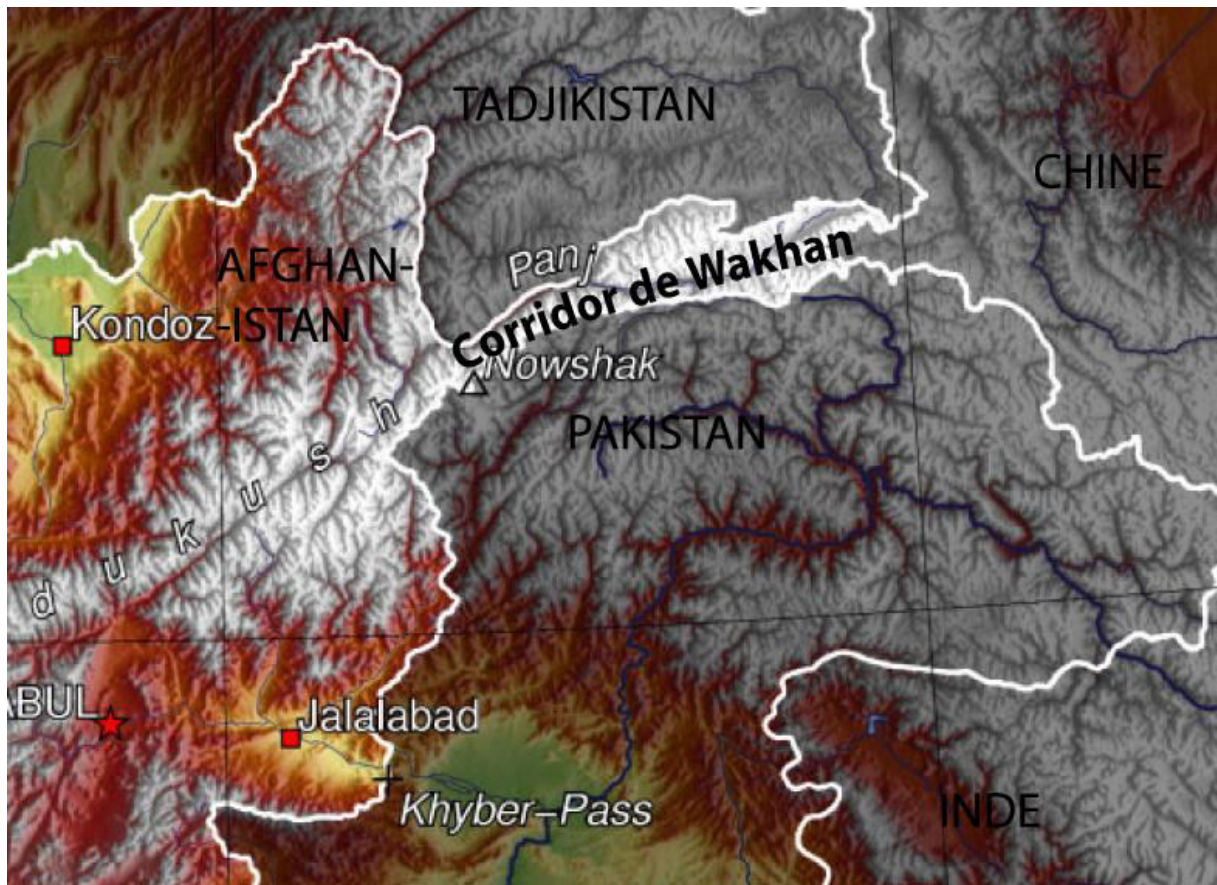 TADJIKISTAN
CHINE
AFGHAN-
-ISTAN
Panj
Corridor de Wakhan
Kondoz
Nowshak
PAKISTAN
d u k u s h
ABUL
Jalalabad
Khyber-Pass
INDE